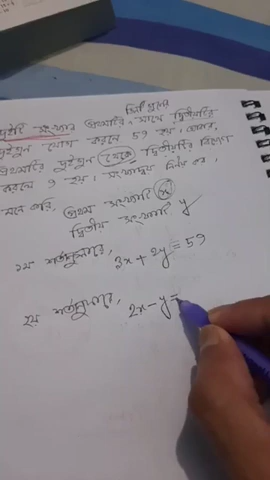 তিন গুণের
দুইটি সংখ্যার প্রথমটির সাথে দ্বিতীয়টির
দুইগুন যোগ করলে 59 হয়, আবার,
প্রথমটির দুইগুন থেকে দ্বিতীয়টি বিয়োগ
করলে 9 হয়, সংখ্যাদ্বয় নির্ণয় কর,
মনে করি, প্রথম সংখ্যাটি x
দ্বিতীয় সংখ্যাটি y
১ম শর্তানুসারে, 3x + 2y = 59
২য় শর্তানুসারে, 2x - y =